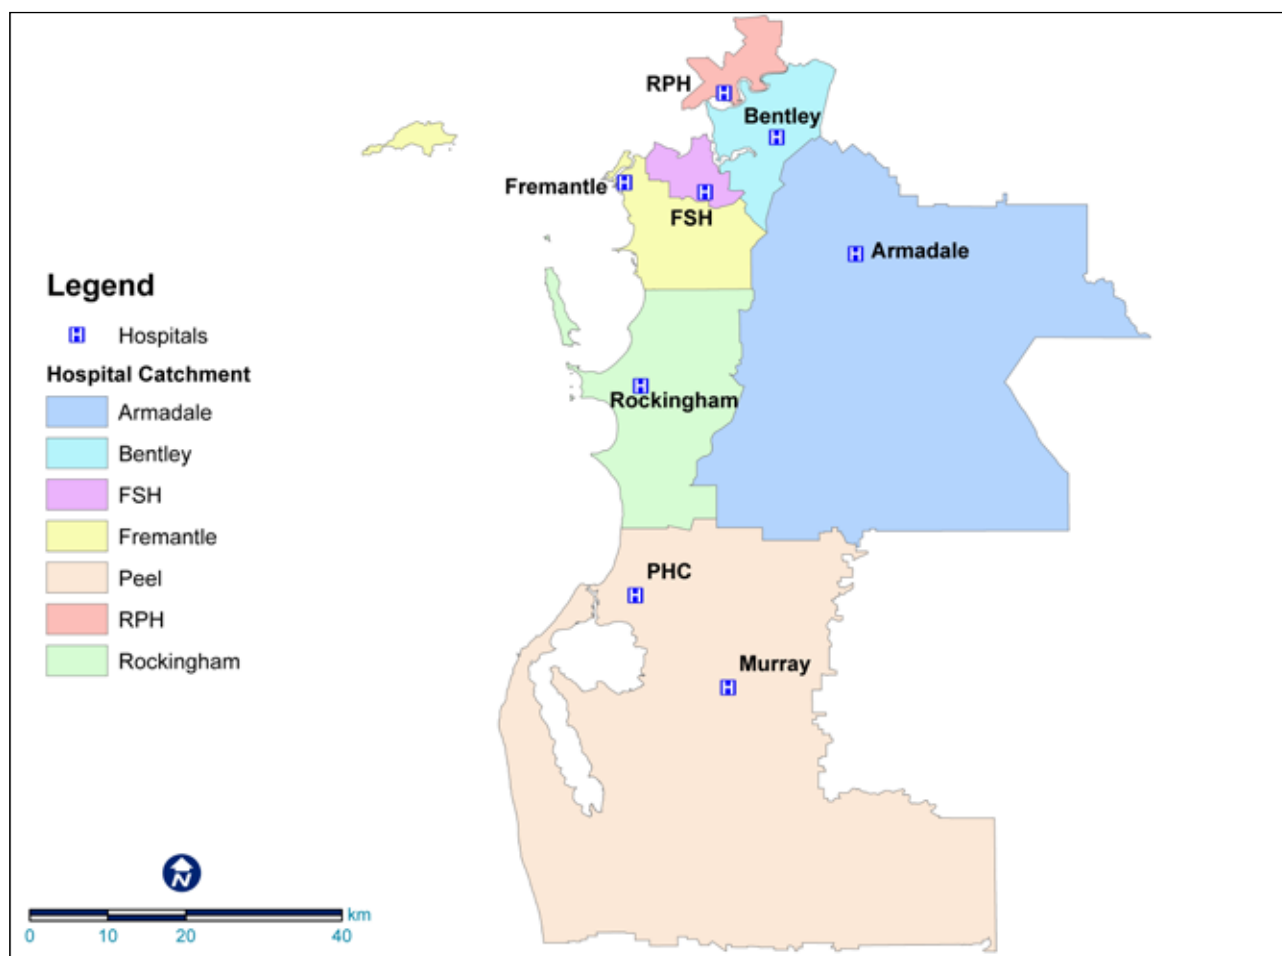 RPH
Bentley
Fremantle
FSH
Armadale
Legend
Hospitals
Hospital Catchment
Armadale
Bentley
FSH
Fremantle
Peel
RPH
Rockingham
Rockingham
PHC
Murray
N
km
0 10 20 40